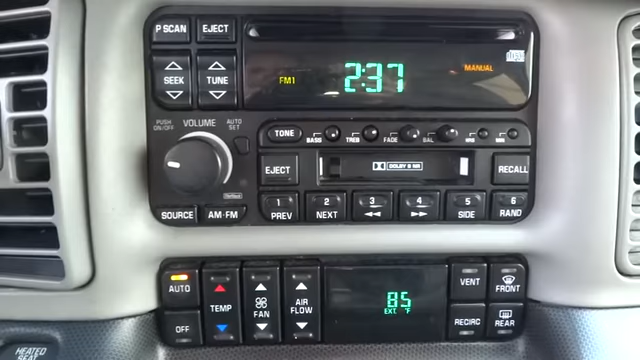 P SCAN EJECT
SEEK TUNE
FM1 2:37 MANUAL
PUSH ON/OFF VOLUME AUTO SET
TONE BASS TREB FADE BAL
EJECT DOLBY B NR RECALL
SOURCE AM·FM
1 PREV 2 NEXT 3 ◄◄ 4 ►► 5 SIDE 6 RAND
AUTO TEMP FAN AIR FLOW VENT FRONT
85
EXT. °F
OFF RECIRC REAR
HEATED SEAT